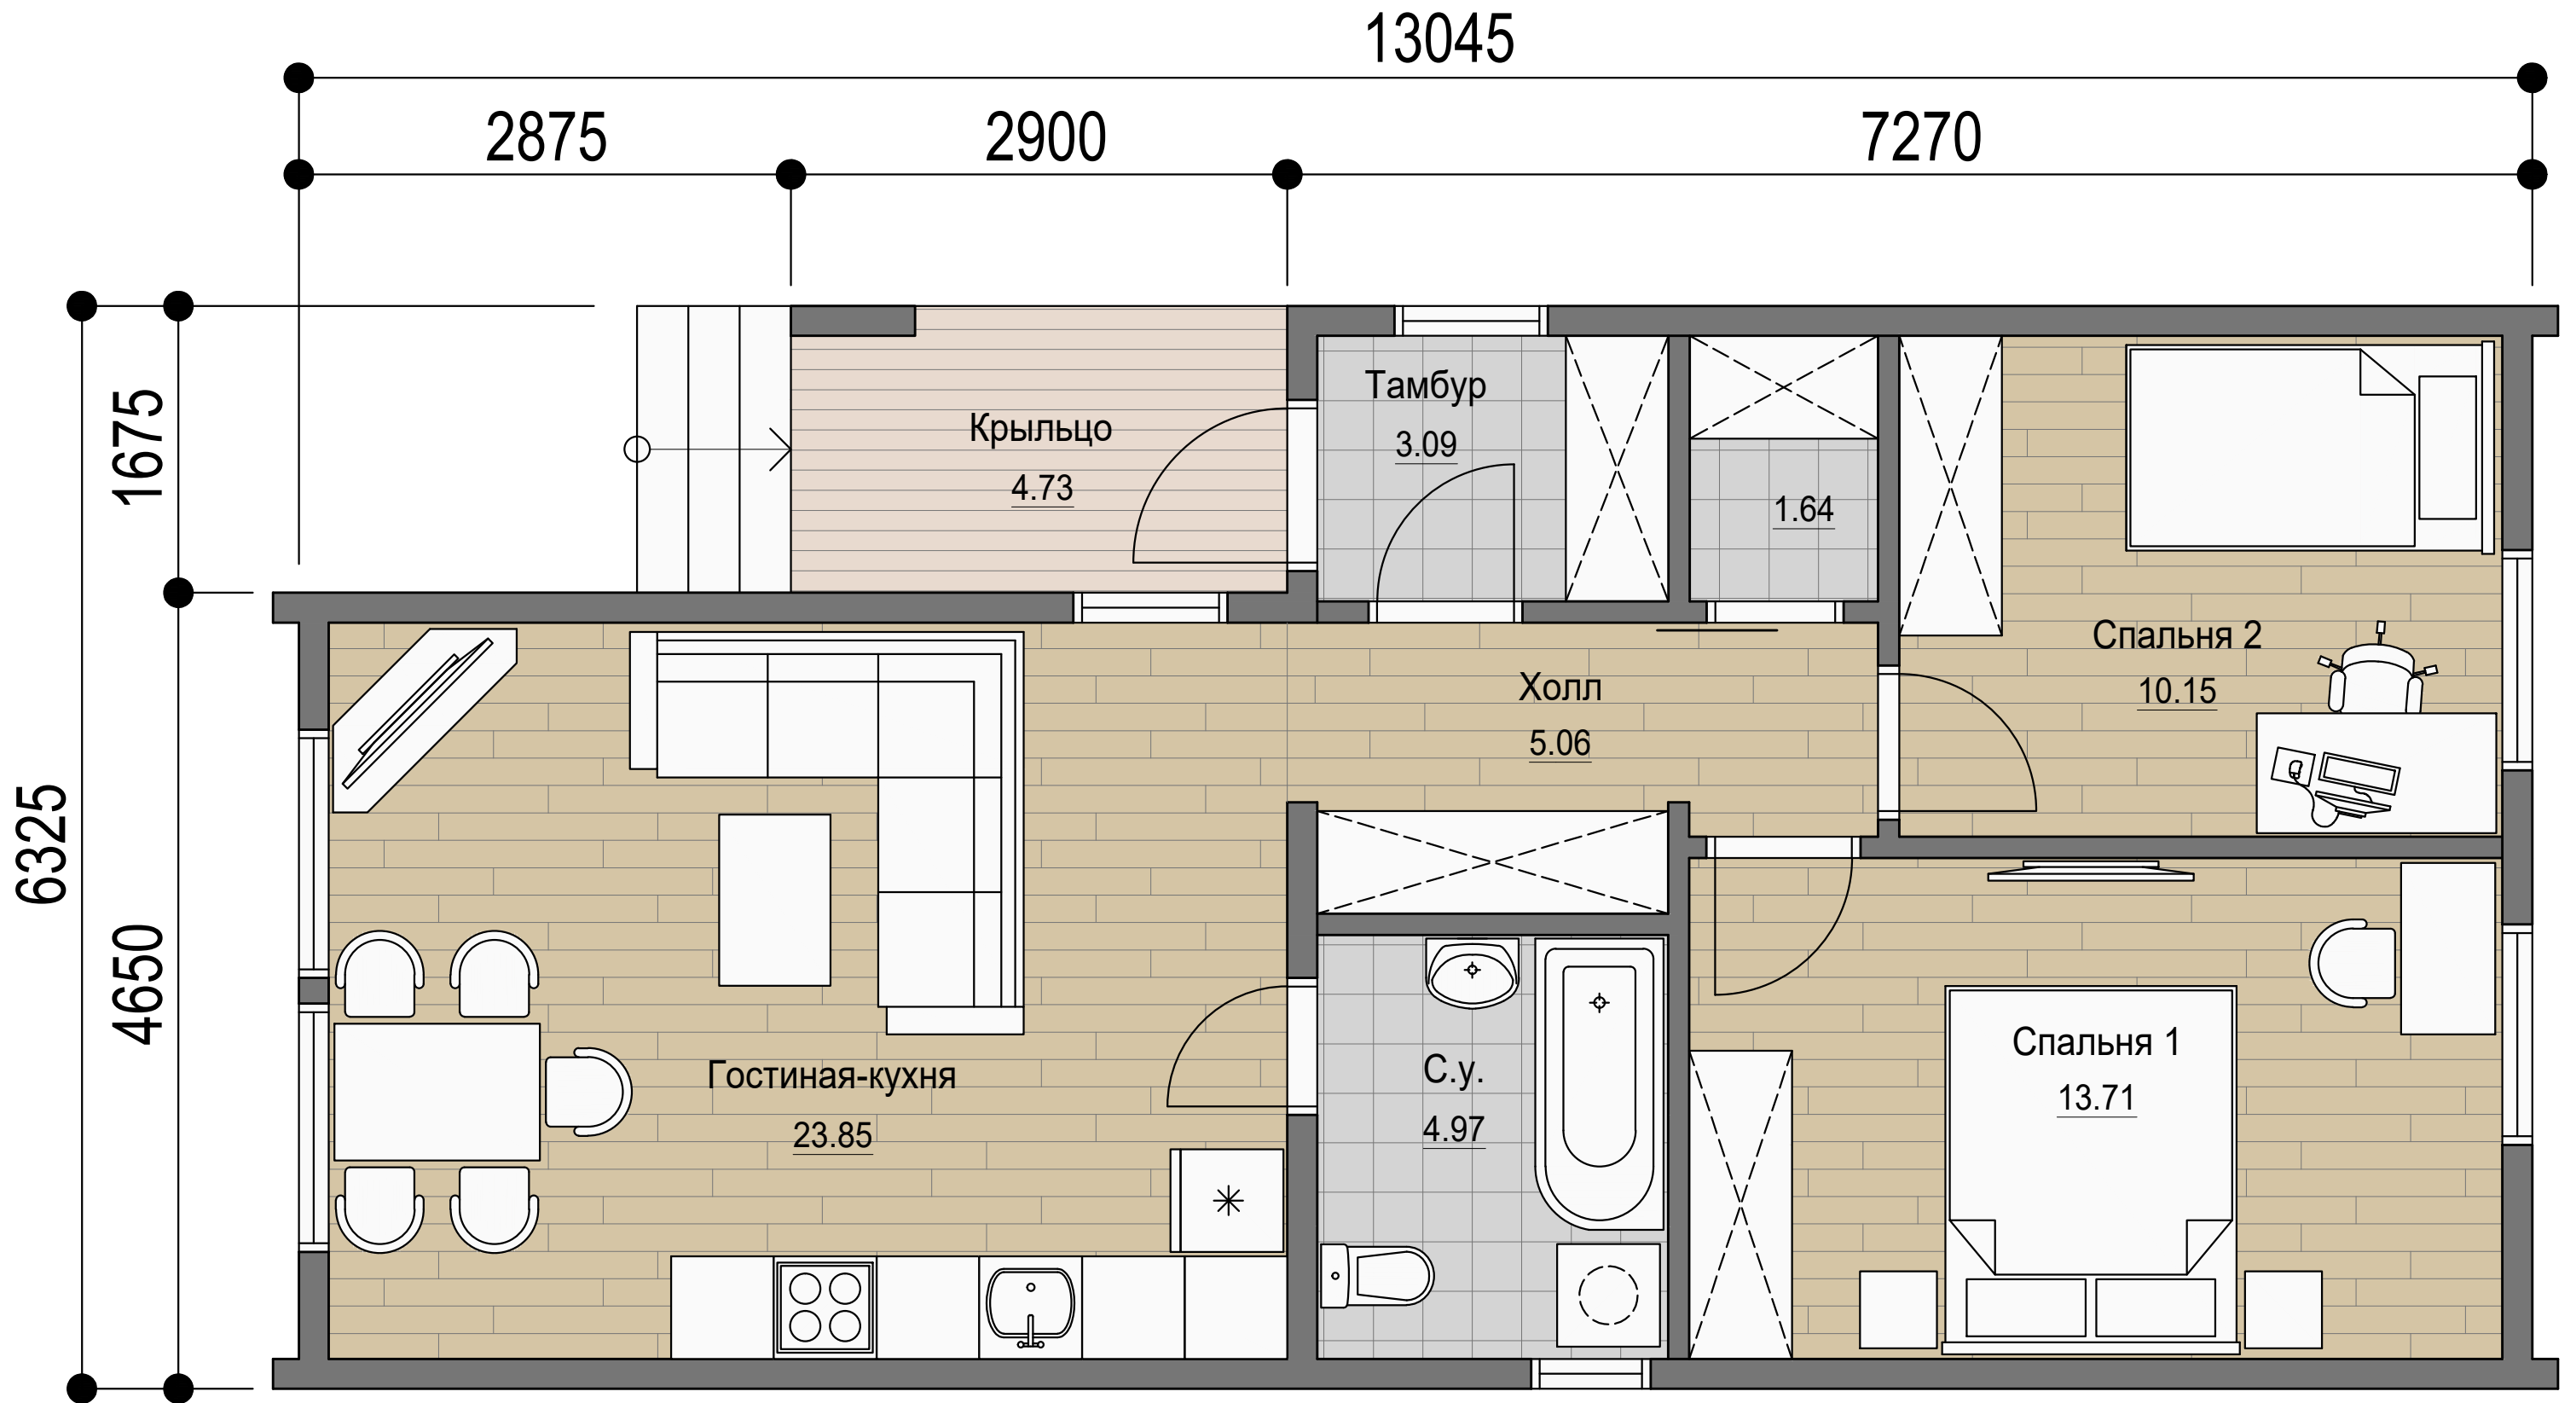 13045
2875
2900
7270
1675
6325
4650
Крыльцо
4.73
Тамбур
3.09
1.64
Спальня 2
10.15
Холл
5.06
Гостиная-кухня
23.85
С.у.
4.97
Спальня 1
13.71